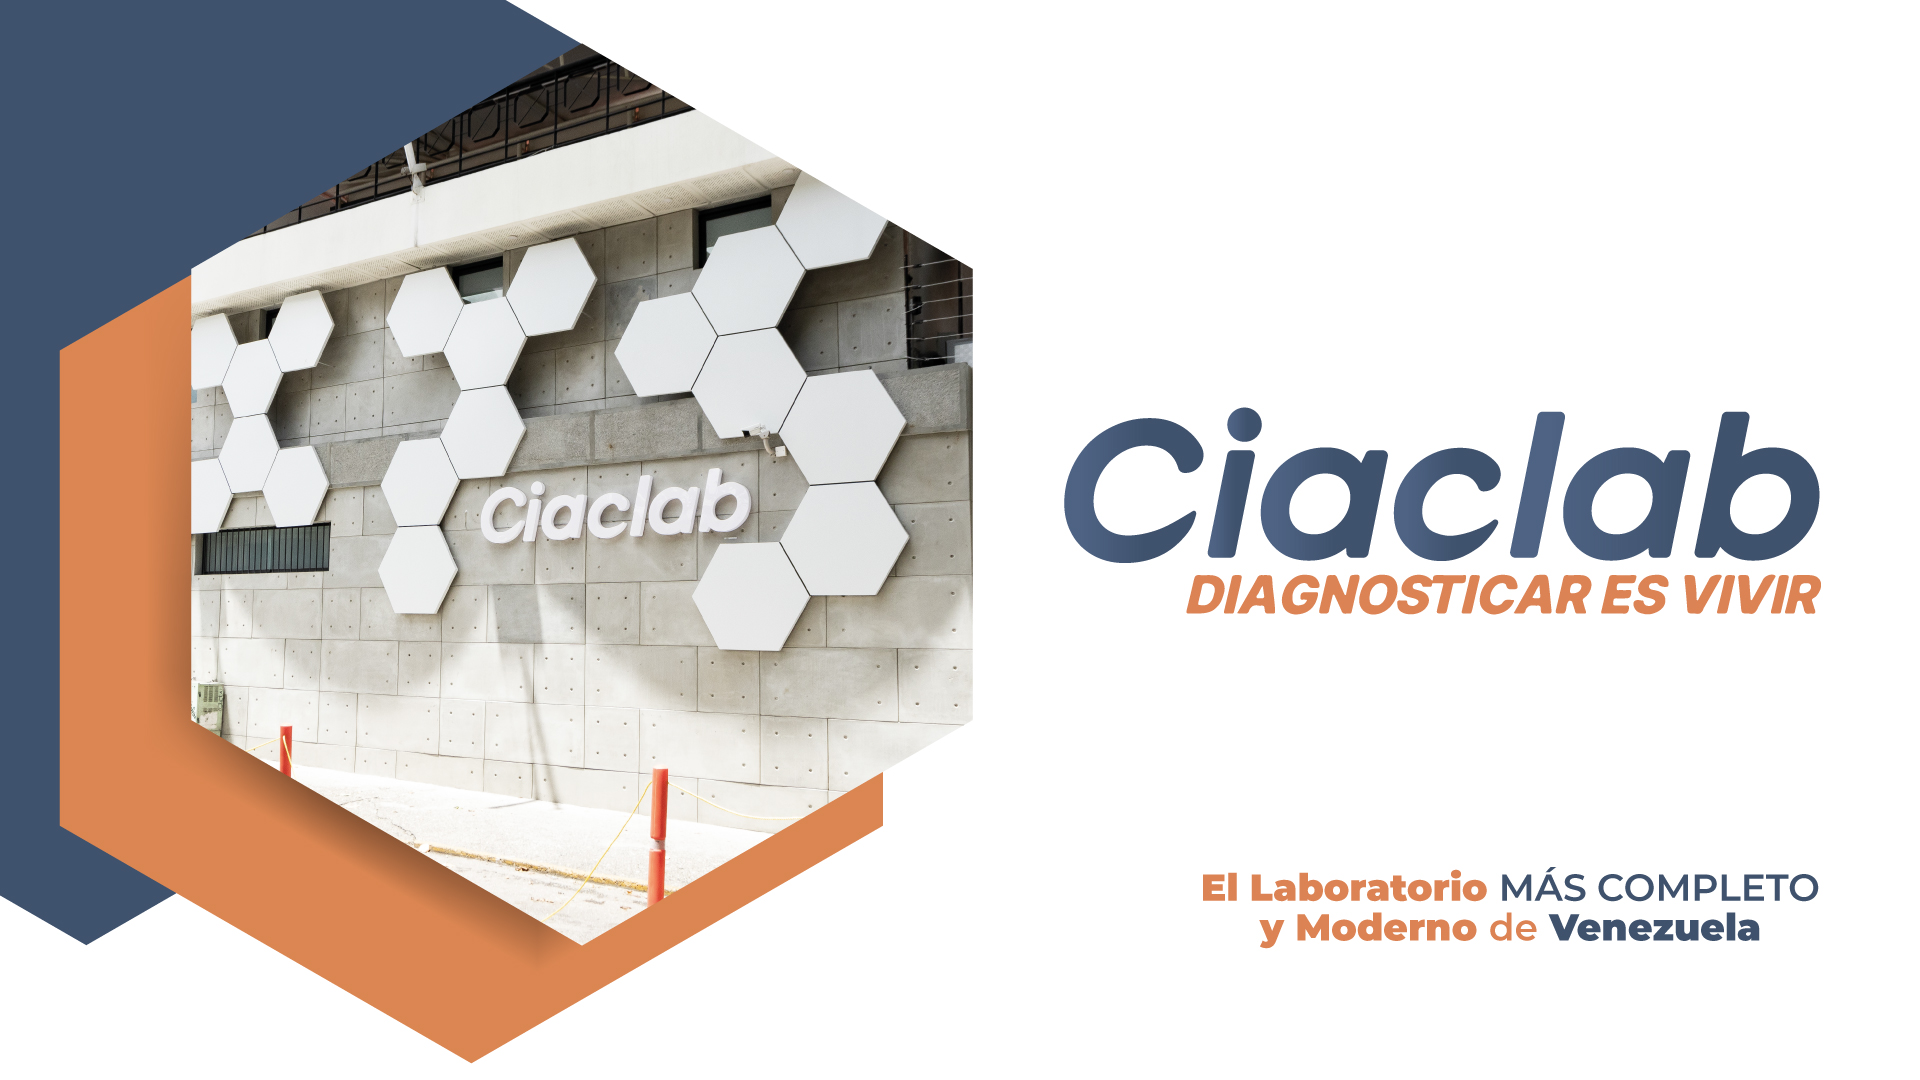 Ciaclab
Ciaclab
DIAGNOSTICAR ES VIVIR
El Laboratorio MÁS COMPLETO
y Moderno de Venezuela